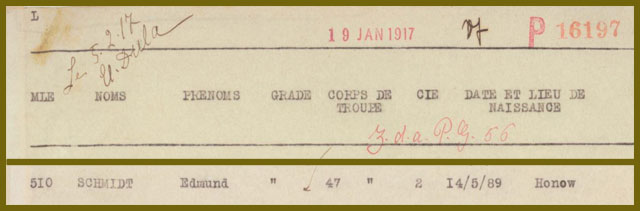 L
Le 5.2.17
19 JAN 1917 P 16197
MLE NOMS PRENOMS GRADE CORPS DE TROUPE CIE DATE ET LIEU DE NAISSANCE
Z.d.a. P.G. 66
510 SCHMIDT Edmund " 47 " 2 14/5/89 Honow